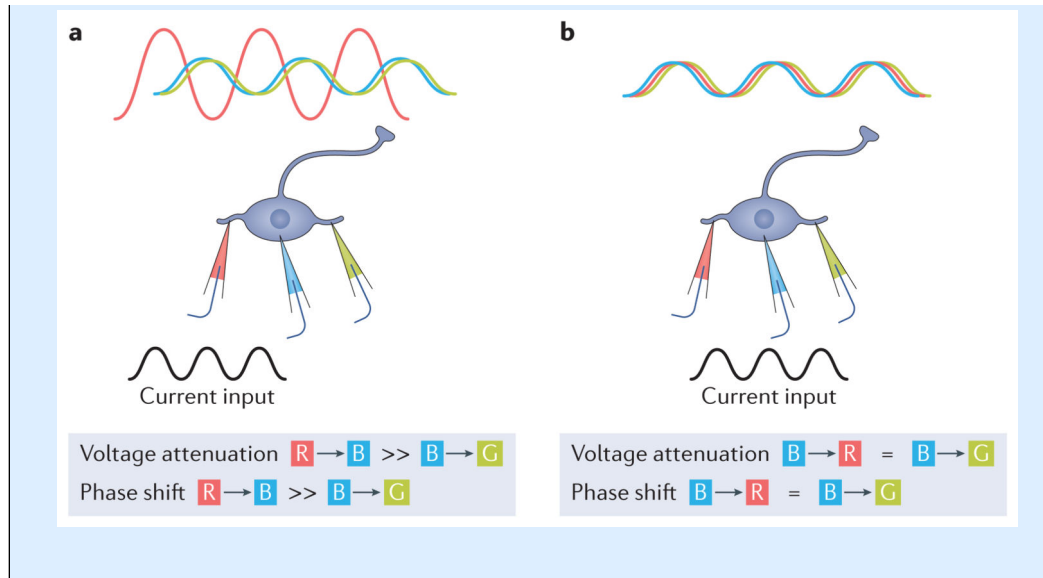 a
b
Current input
Current input
Voltage attenuation R → B >> B → G
Phase shift R → B >> B → G
Voltage attenuation B → R = B → G
Phase shift B → R = B → G